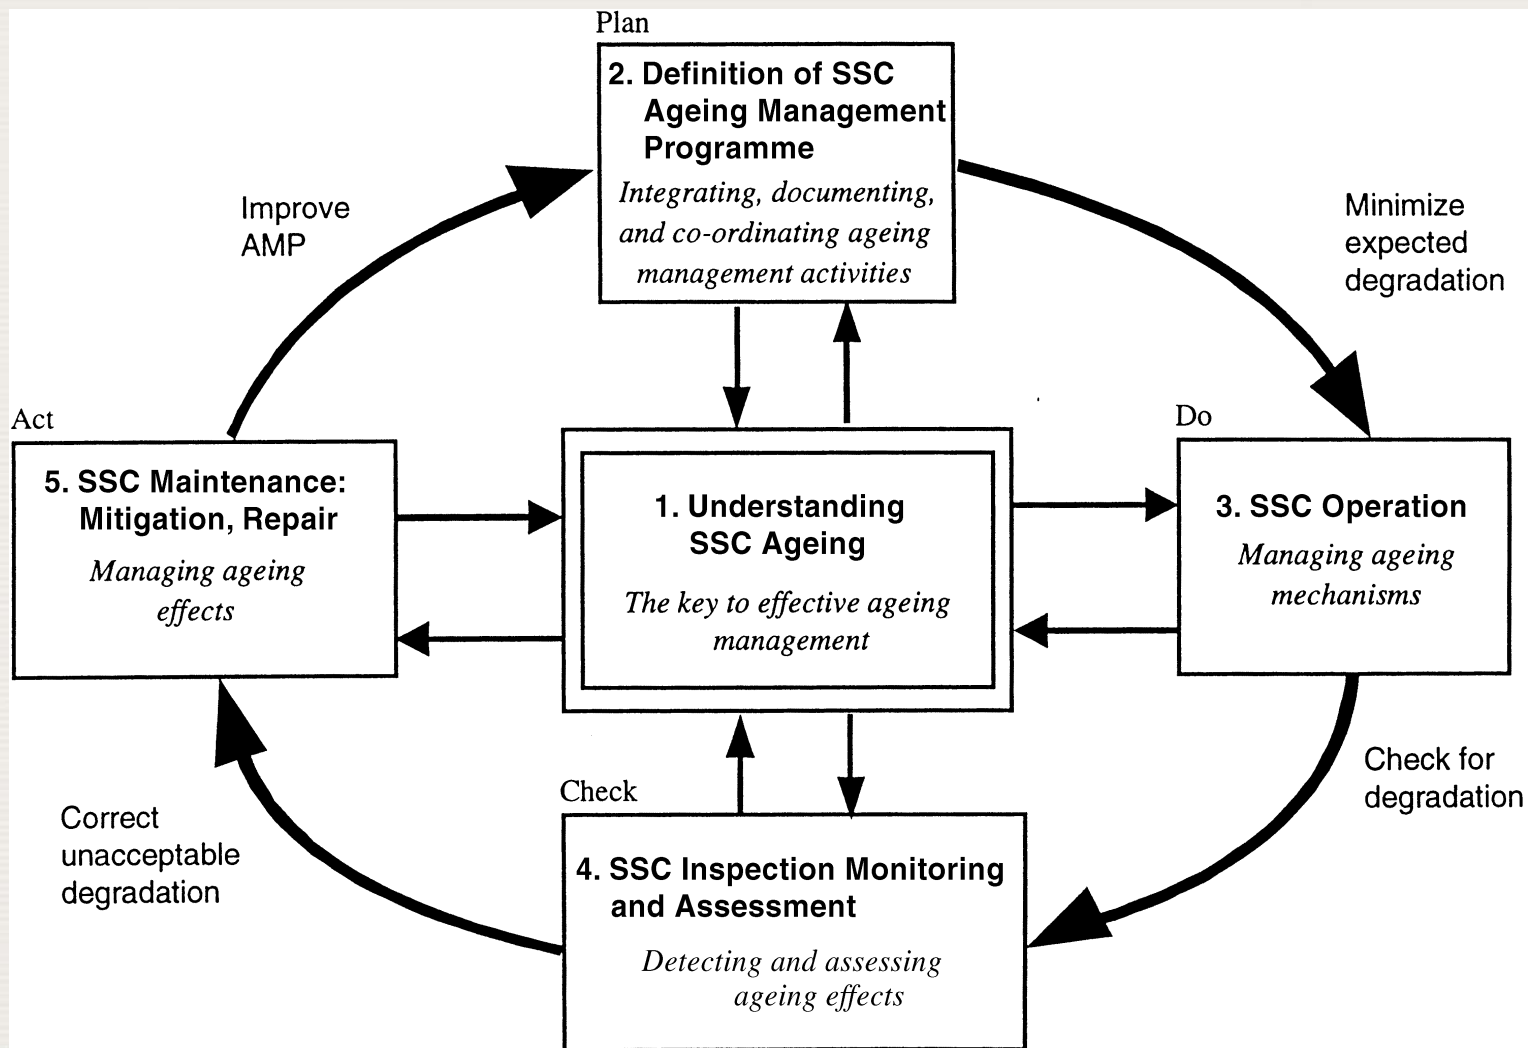 Plan
2. Definition of SSC
Ageing Management
Programme
Integrating, documenting,
and co-ordinating ageing
management activities
Improve
AMP
Minimize
expected
degradation
Act
5. SSC Maintenance:
Mitigation, Repair
Managing ageing
effects
1. Understanding
SSC Ageing
The key to effective ageing
management
Do
3. SSC Operation
Managing ageing
mechanisms
Check for
degradation
Correct
unacceptable
degradation
Check
4. SSC Inspection Monitoring
and Assessment
Detecting and assessing
ageing effects